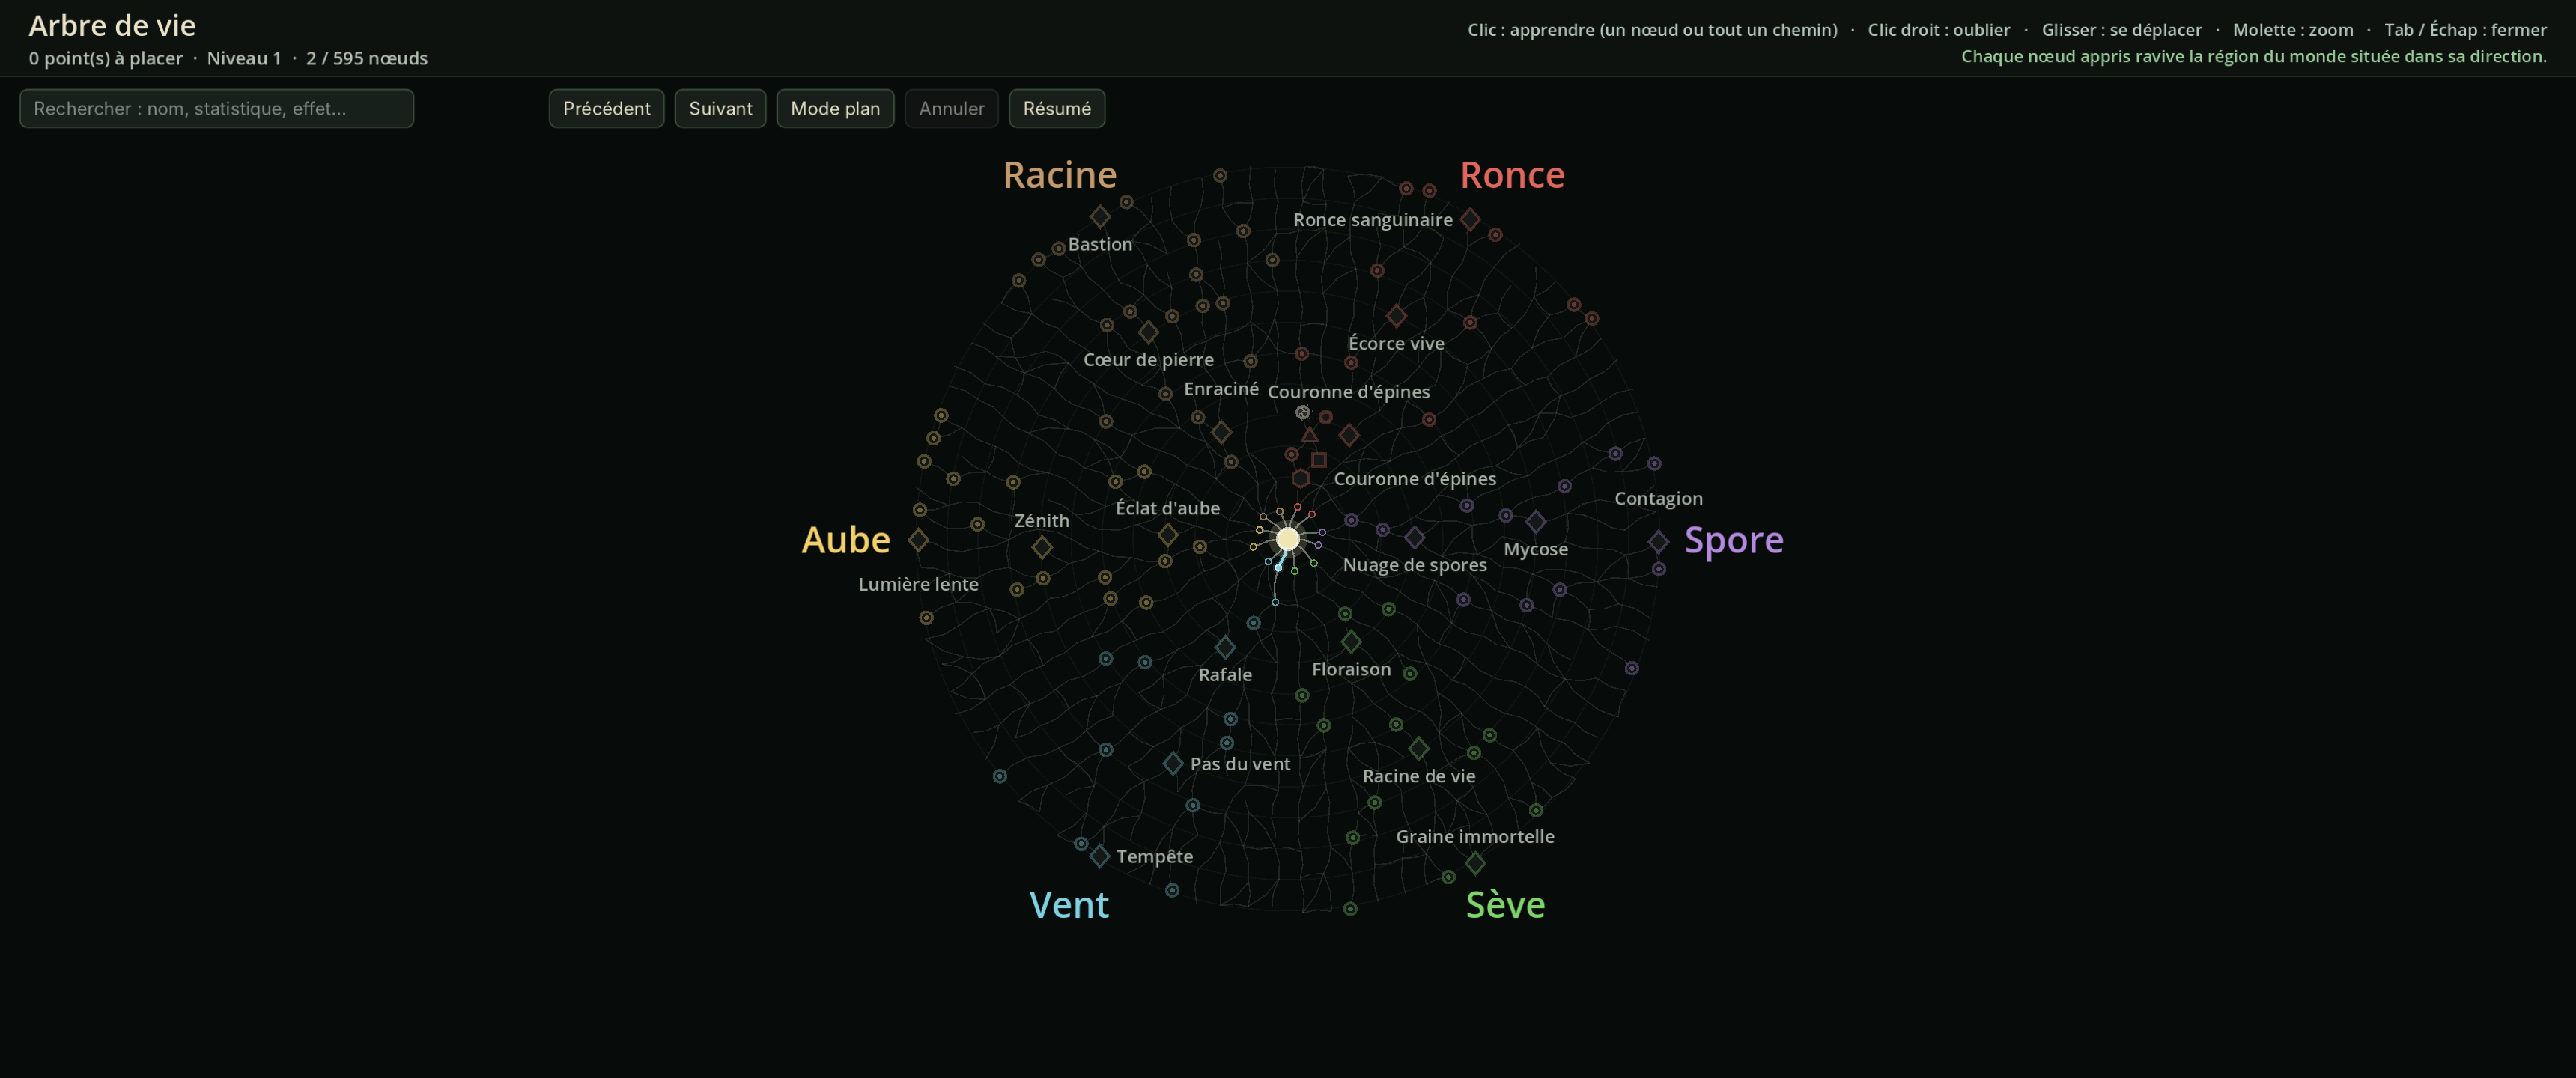 Arbre de vie
0 point(s) à placer · Niveau 1 · 2 / 595 nœuds
Clic : apprendre (un nœud ou tout un chemin) · Clic droit : oublier · Glisser : se déplacer · Molette : zoom · Tab / Échap : fermer
Chaque nœud appris ravive la région du monde située dans sa direction.
Rechercher : nom, statistique, effet...
Précédent
Suivant
Mode plan
Annuler
Résumé
Racine
Ronce
Ronce sanguinaire
Bastion
Écorce vive
Cœur de pierre
Enraciné
Couronne d'épines
Couronne d'épines
Contagion
Éclat d'aube
Zénith
Aube
Spore
Mycose
Nuage de spores
Lumière lente
Rafale
Floraison
Pas du vent
Racine de vie
Graine immortelle
Tempête
Vent
Sève